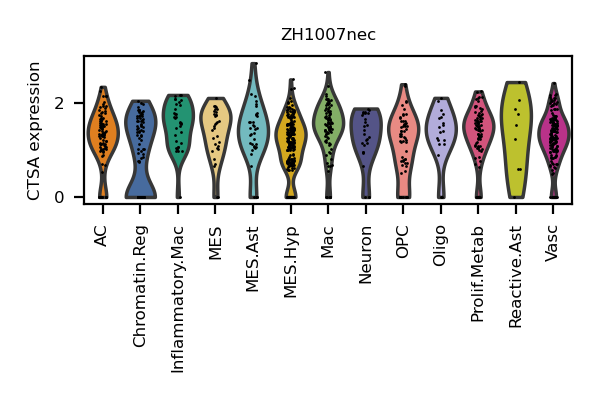 ZH1007nec
CTSA expression
2
0
AC
Chromatin.Reg
Inflammatory.Mac
MES
MES.Ast
MES.Hyp
Mac
Neuron
OPC
Oligo
Prolif.Metab
Reactive.Ast
Vasc